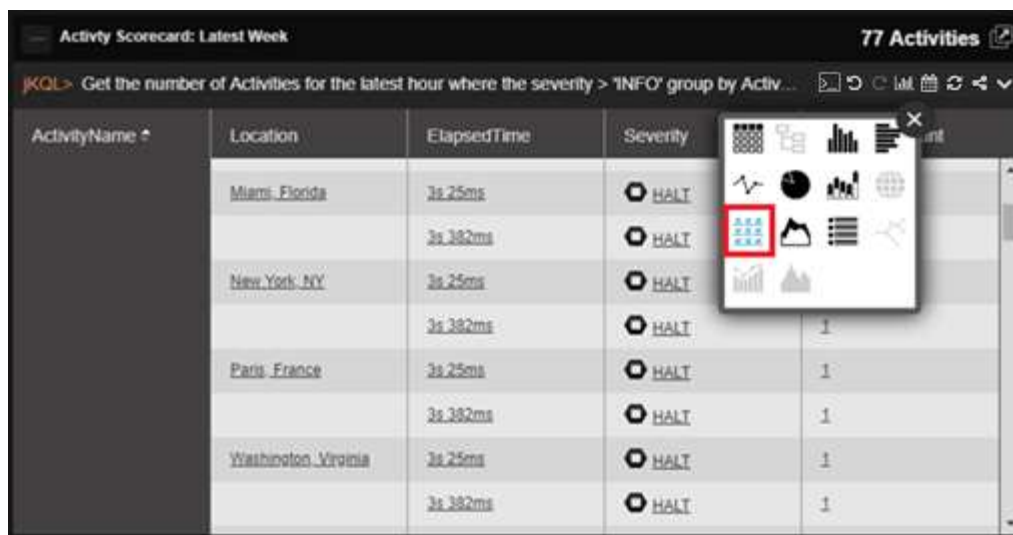 Activty Scorecard: Latest Week 77 Activities
jKQL> Get the number of Activities for the latest hour where the severity > 'INFO' group by Activ...
ActivityName Location ElapsedTime Severity nt
Miami, Florida 3s 25ms HALT
3s 382ms HALT
New York, NY 3s 25ms HALT
3s 382ms HALT 1
Paris, France 3s 25ms HALT 1
3s 382ms HALT 1
Washington, Virginia 3s 25ms HALT 1
3s 382ms HALT 1